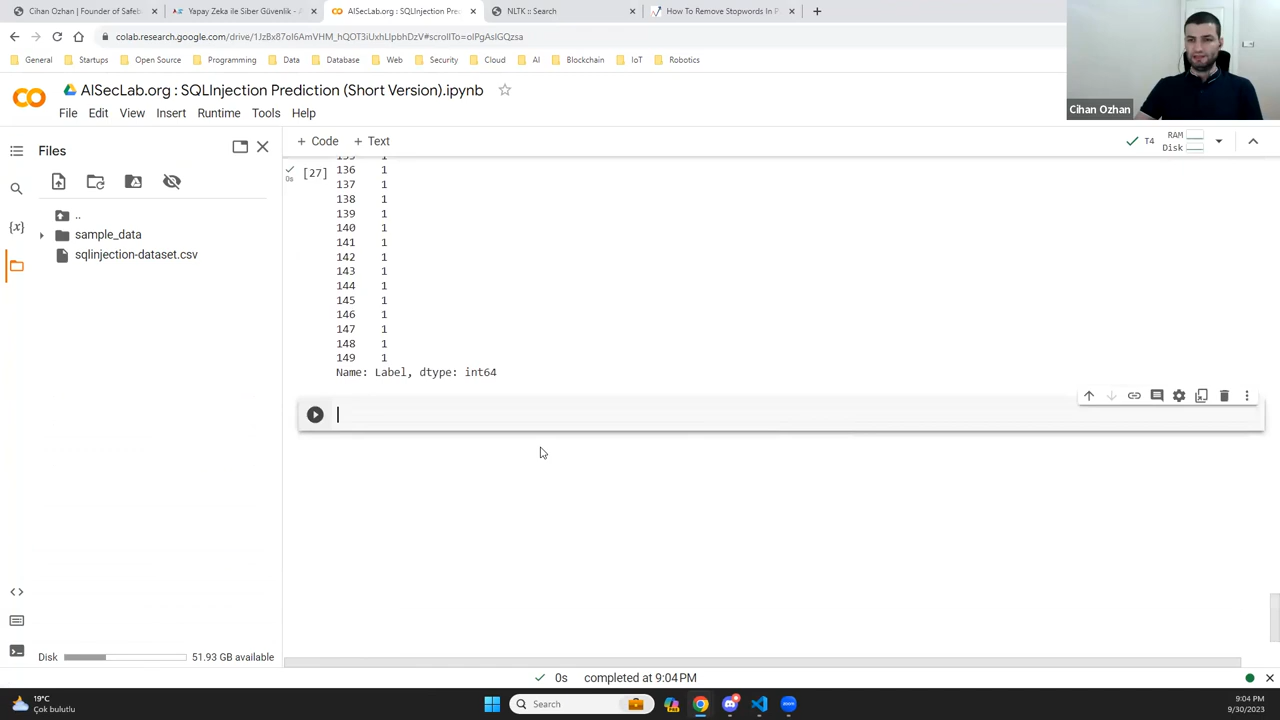 Cihan Ozhan | Founder of Safeb
Yapay Zeka ile Siber Güvenlik - A
AISecLab.org : SQLInjection Pre
NLTK :: Search
How To Remove Stopwords In P
colab.research.google.com/drive/1JzBx87oI6AmVHM_hQOT3iUxhLIpbhDzV#scrollTo=oIPgAsIGQzsa
General
Startups
Open Source
Programming
Data
Database
Web
Security
Cloud
AI
Blockchain
IoT
Robotics
AISecLab.org : SQLInjection Prediction (Short Version).ipynb
Cihan Ozhan
File Edit View Insert Runtime Tools Help
Files
+ Code + Text
T4
RAM
Disk
..
sample_data
sqlinjection-dataset.csv
0s
[27]
136 1
137 1
138 1
139 1
140 1
141 1
142 1
143 1
144 1
145 1
146 1
147 1
148 1
149 1
Name: Label, dtype: int64
{x}
Disk 51.93 GB available
0s completed at 9:04 PM
19°C
Çok bulutlu
Search
zoom
9:04 PM
9/30/2023